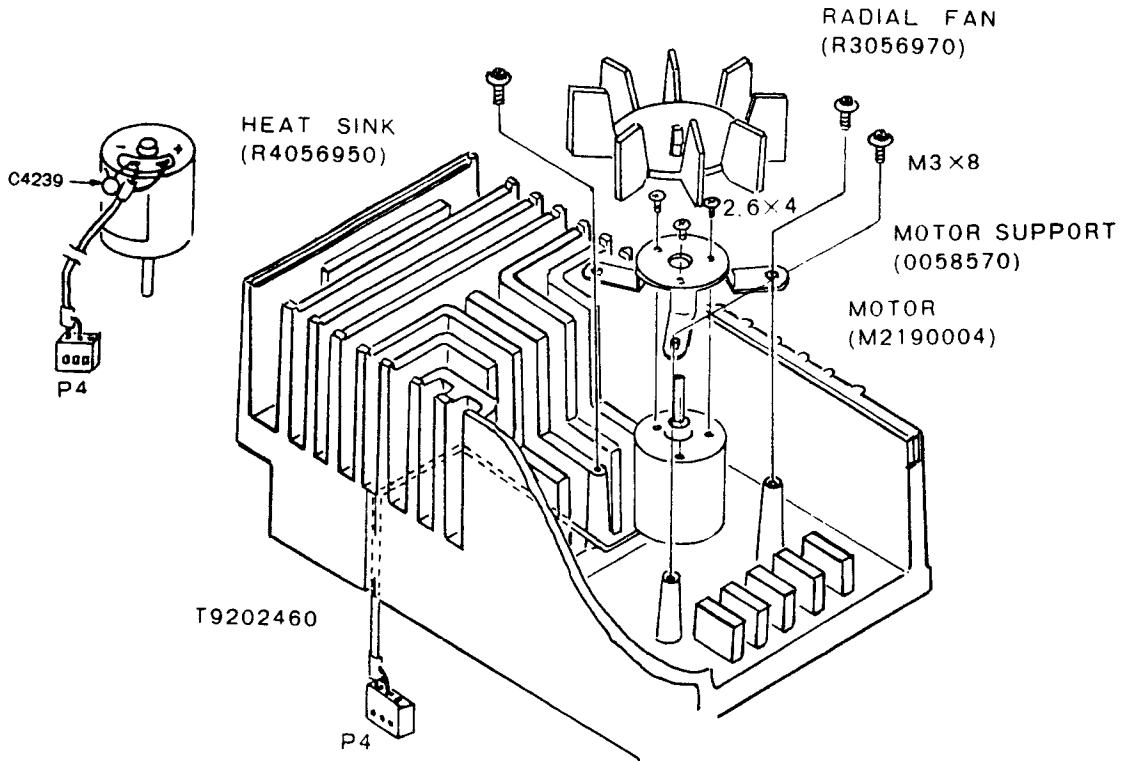 RADIAL FAN
(R3056970)
HEAT SINK
(R4056950)
- +
C4239
M3×8
2.6×4
MOTOR SUPPORT
(0058570)
MOTOR
(M2190004)
P4
T9202460
P4